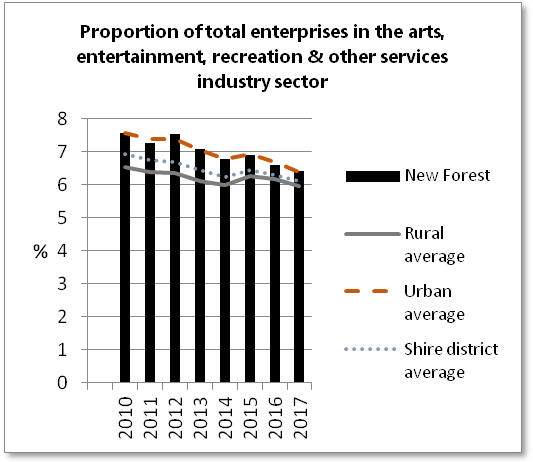 Proportion of total enterprises in the arts,
entertainment, recreation & other services
industry sector
8
7
6
5
% 4
3
2
1
0
2010
2011
2012
2013
2014
2015
2016
2017
New Forest
Rural
average
Urban
average
Shire district
average